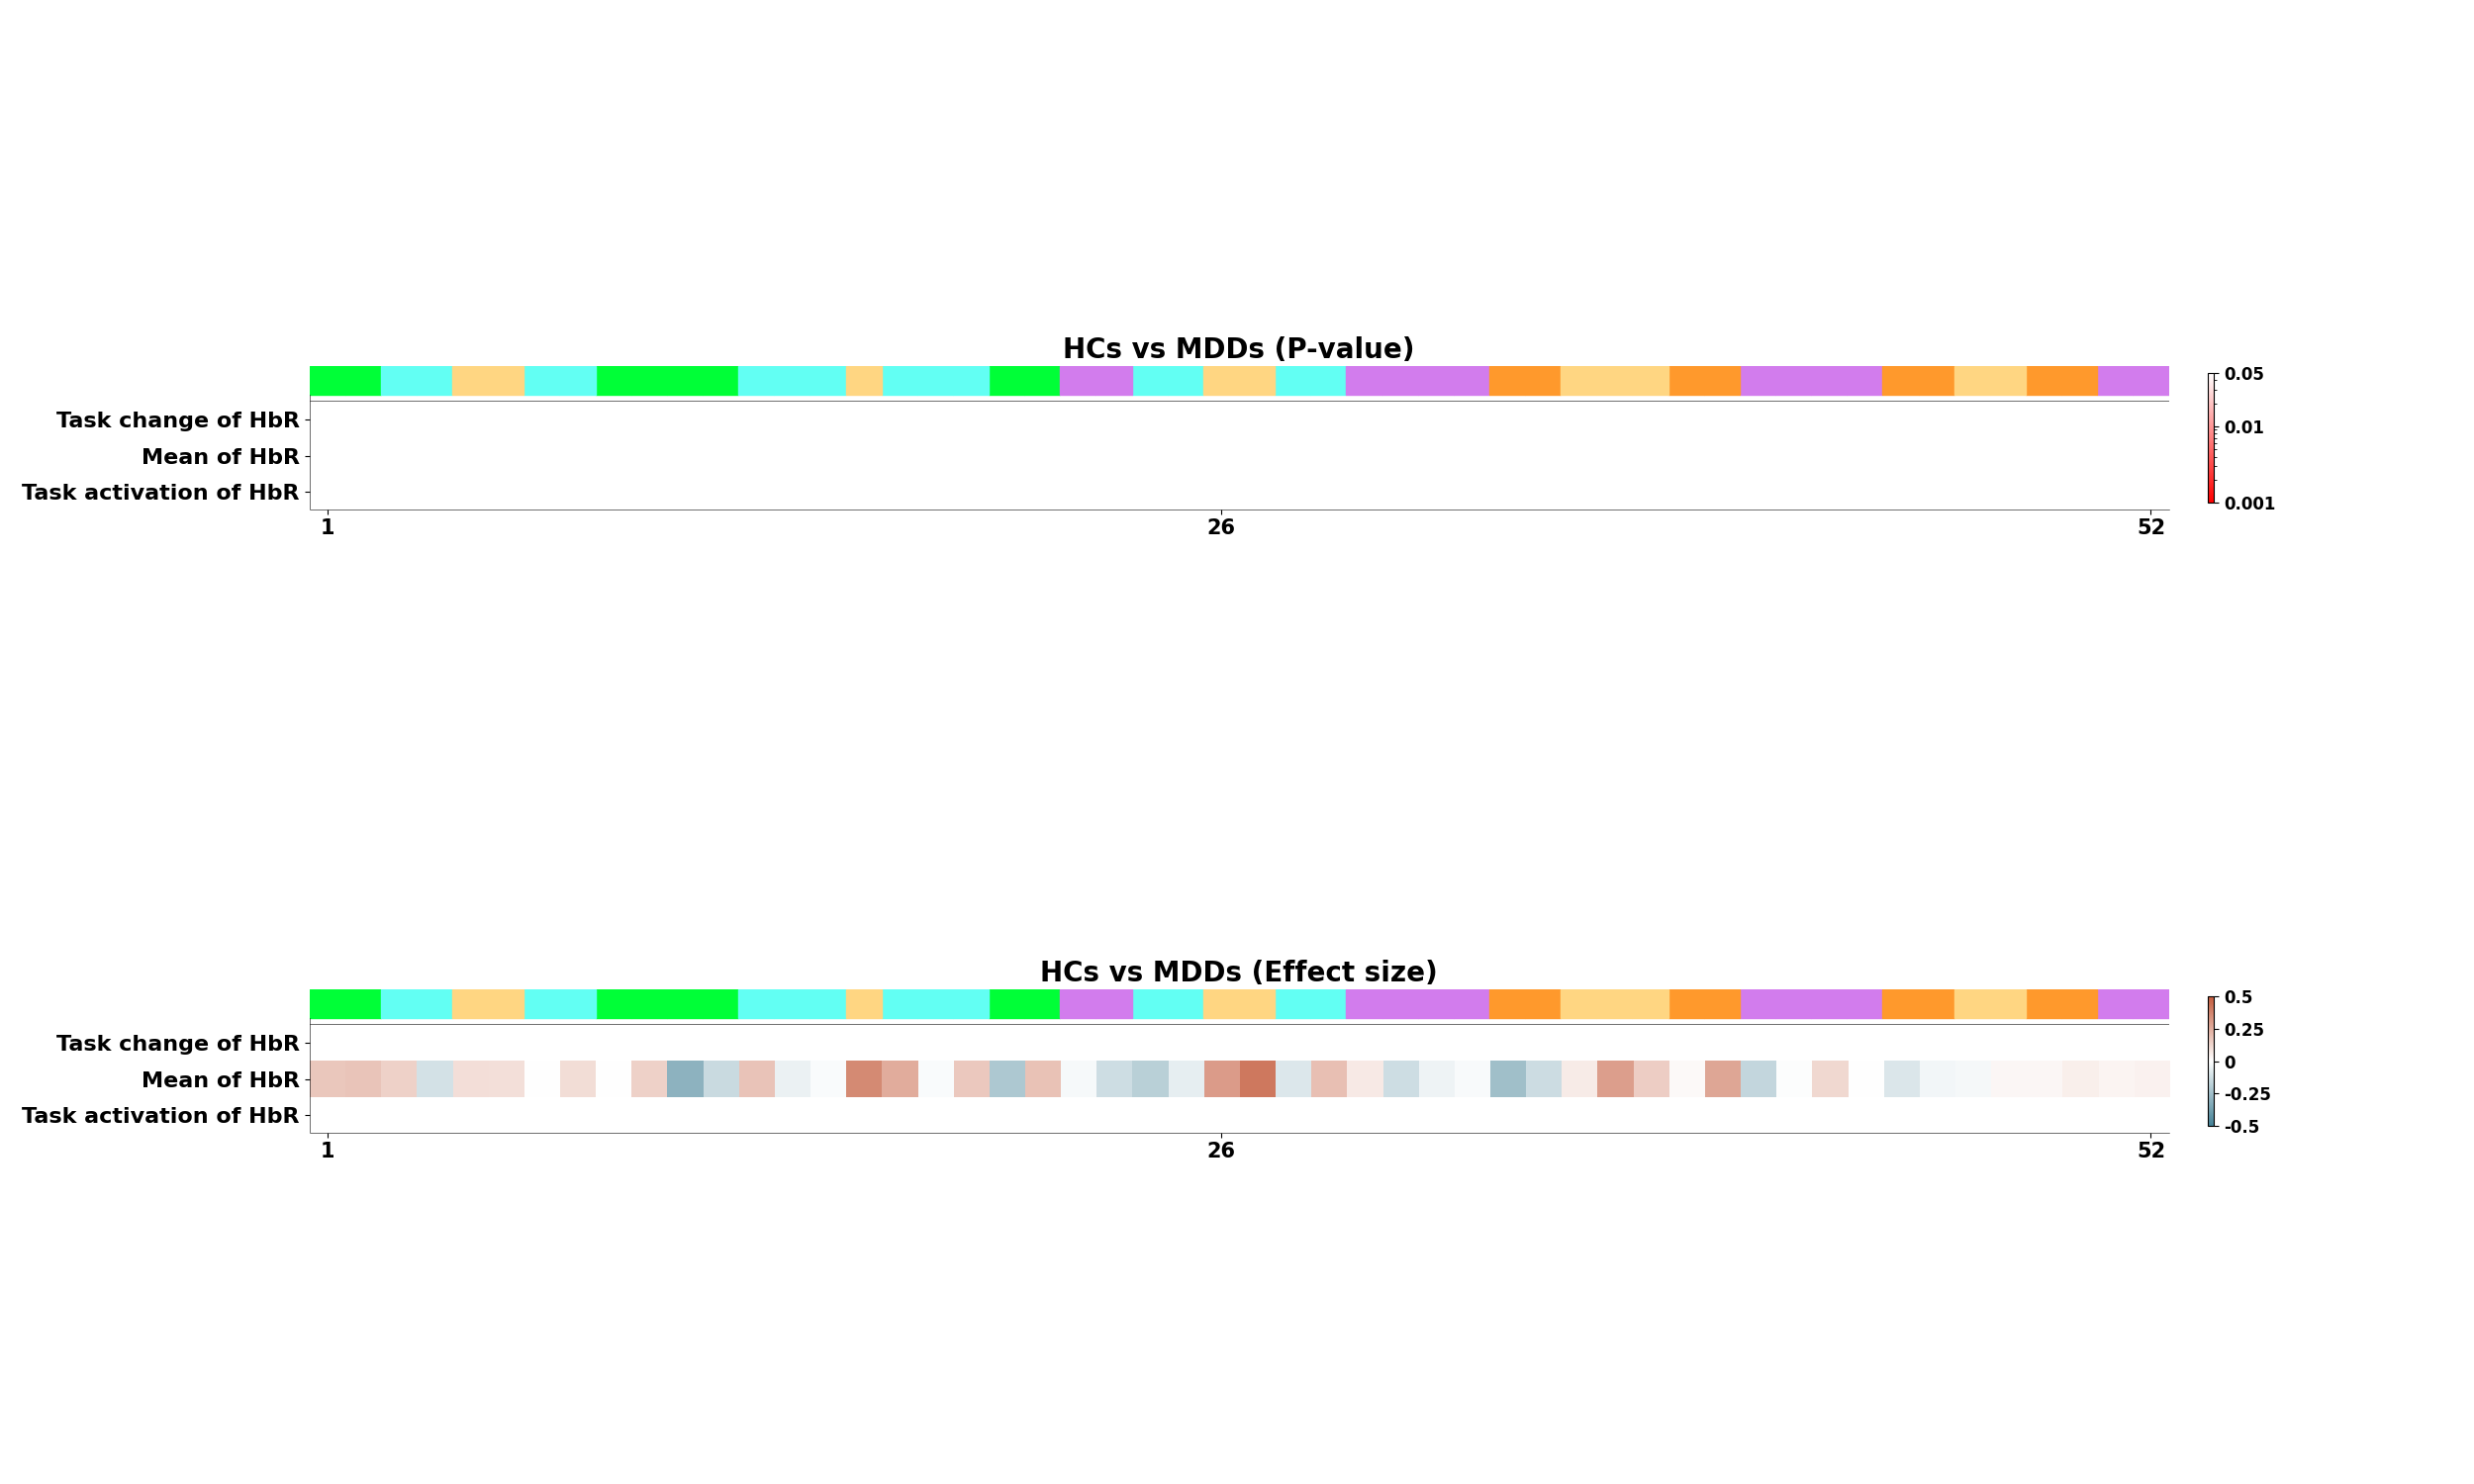 HCs vs MDDs (P-value)
Task change of HbR
Mean of HbR
Task activation of HbR
1 26 52
0.05
0.01
0.001
HCs vs MDDs (Effect size)
Task change of HbR
Mean of HbR
Task activation of HbR
1 26 52
0.5
0.25
0
-0.25
-0.5